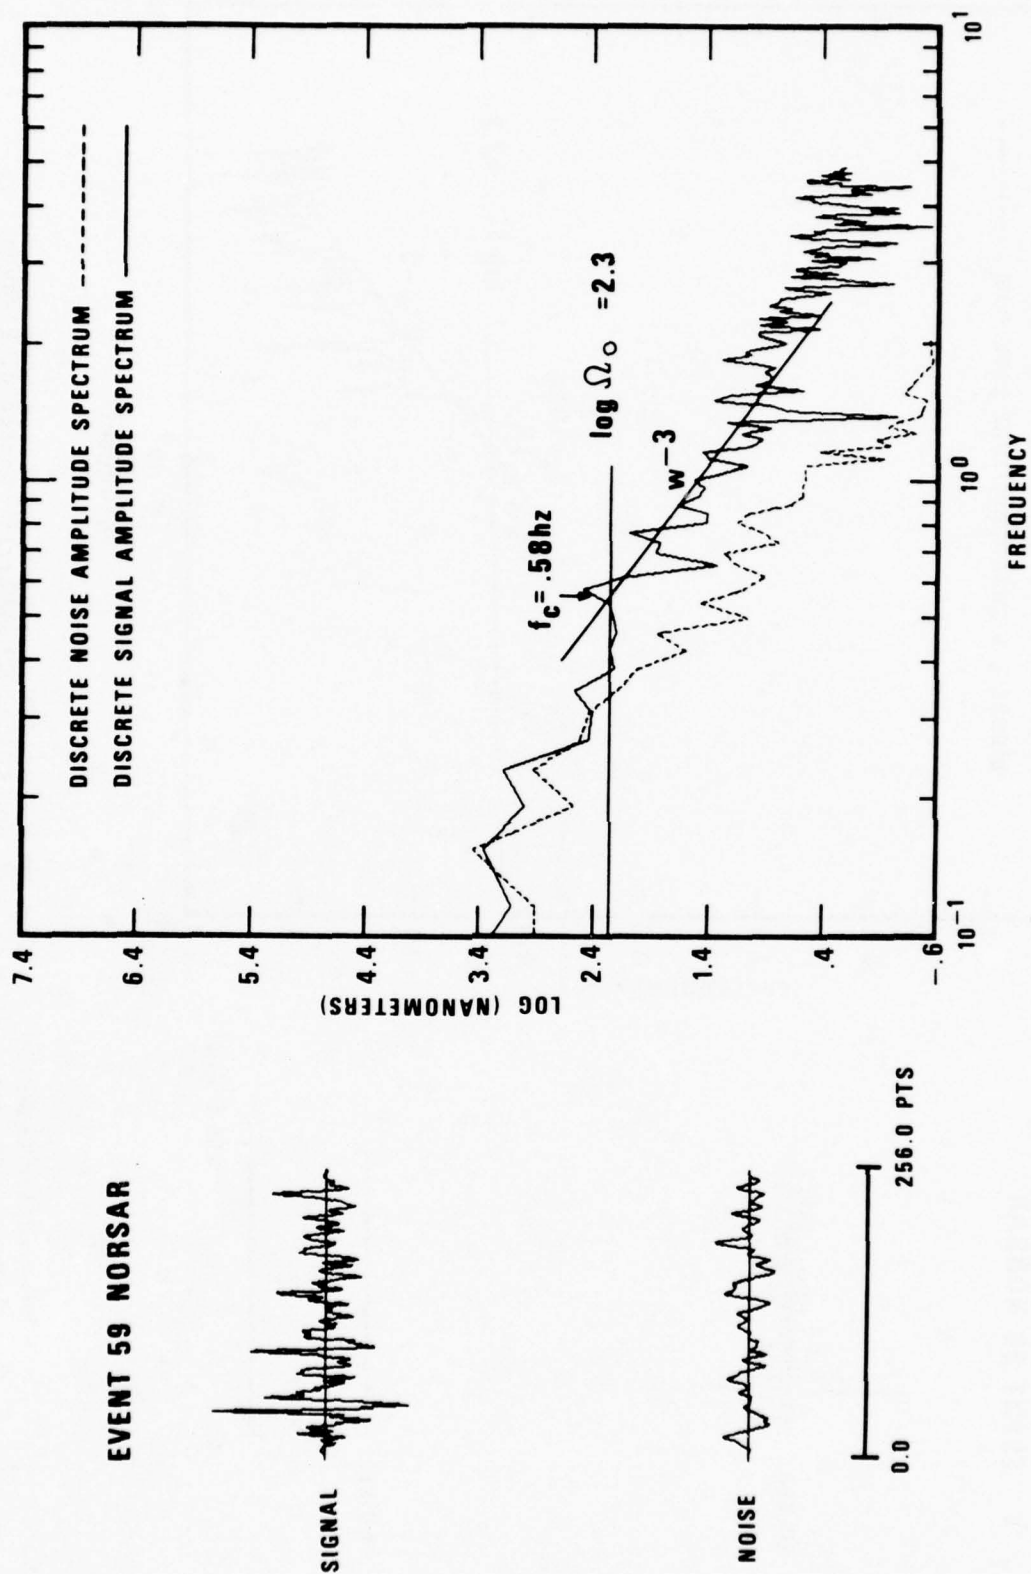 EVENT 59 NORSAR
SIGNAL
NOISE
0.0
256.0 PTS
DISCRETE NOISE AMPLITUDE SPECTRUM
DISCRETE SIGNAL AMPLITUDE SPECTRUM
LOG (NANOMETERS)
7.4
6.4
5.4
4.4
3.4
2.4
1.4
.4
-.6
fc = .58hz
log Ωo = 2.3
w-3
10-1
100
101
FREQUENCY